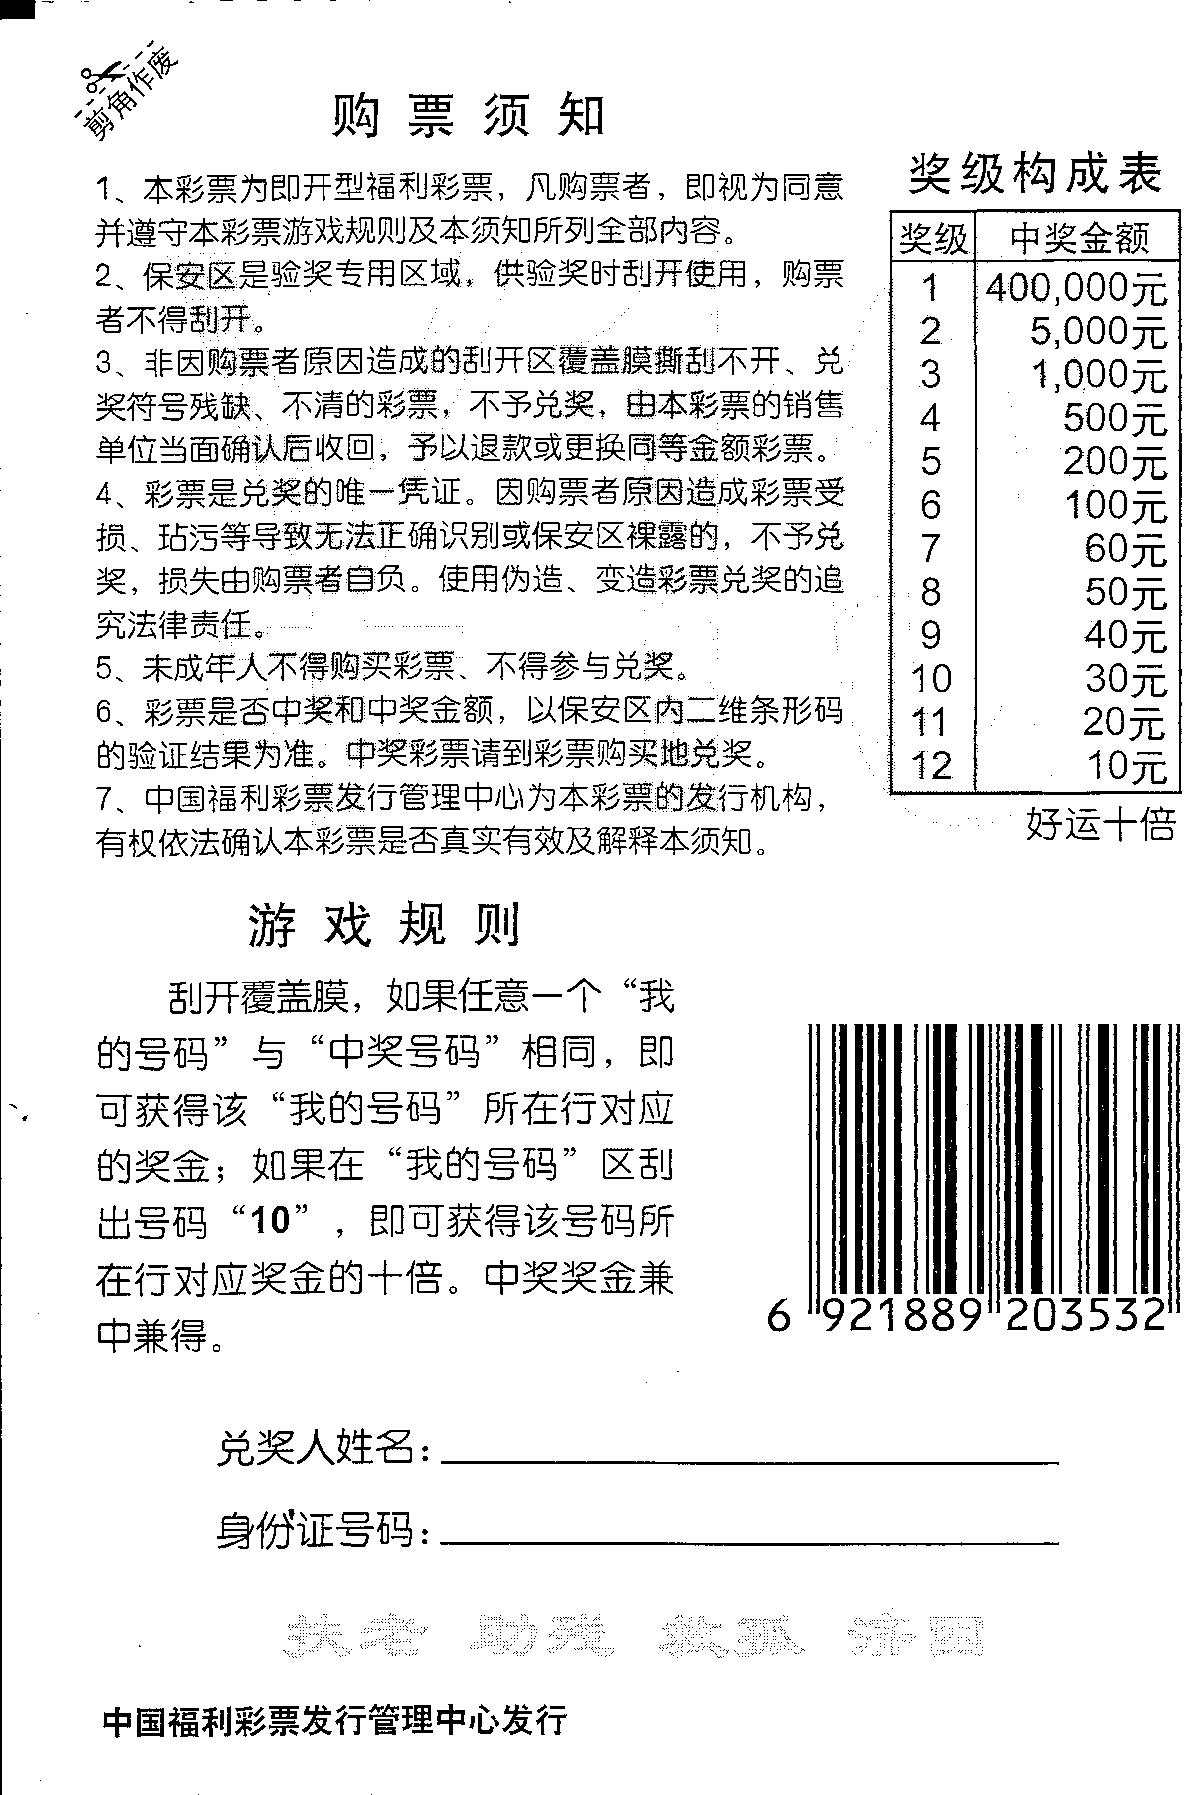 剪角作废
购票须知
1、本彩票为即开型福利彩票，凡购票者，即视为同意
并遵守本彩票游戏规则及本须知所列全部内容。
2、保安区是验奖专用区域，供验奖时刮开使用，购票
者不得刮开。
3、非因购票者原因造成的刮开区覆盖膜撕刮不开、兑
奖符号残缺、不清的彩票，不予兑奖，由本彩票的销售
单位当面确认后收回，予以退款或更换同等金额彩票。
4、彩票是兑奖的唯一凭证。因购票者原因造成彩票受
损、玷污等导致无法正确识别或保安区裸露的，不予兑
奖，损失由购票者自负。使用伪造、变造彩票兑奖的追
究法律责任。
5、未成年人不得购买彩票、不得参与兑奖。
6、彩票是否中奖和中奖金额，以保安区内二维条形码
的验证结果为准。中奖彩票请到彩票购买地兑奖。
7、中国福利彩票发行管理中心为本彩票的发行机构，
有权依法确认本彩票是否真实有效及解释本须知。
奖级构成表
奖级 中奖金额
1 400,000元
2 5,000元
3 1,000元
4 500元
5 200元
6 100元
7 60元
8 50元
9 40元
10 30元
11 20元
12 10元
好运十倍
游戏规则
刮开覆盖膜，如果任意一个“我
的号码”与“中奖号码”相同，即
可获得该“我的号码”所在行对应
的奖金；如果在“我的号码”区刮
出号码“10”，即可获得该号码所
在行对应奖金的十倍。中奖奖金兼
中兼得。
6 921889 203532
兑奖人姓名：
身份证号码：
扶老 助残 救孤 济困
中国福利彩票发行管理中心发行